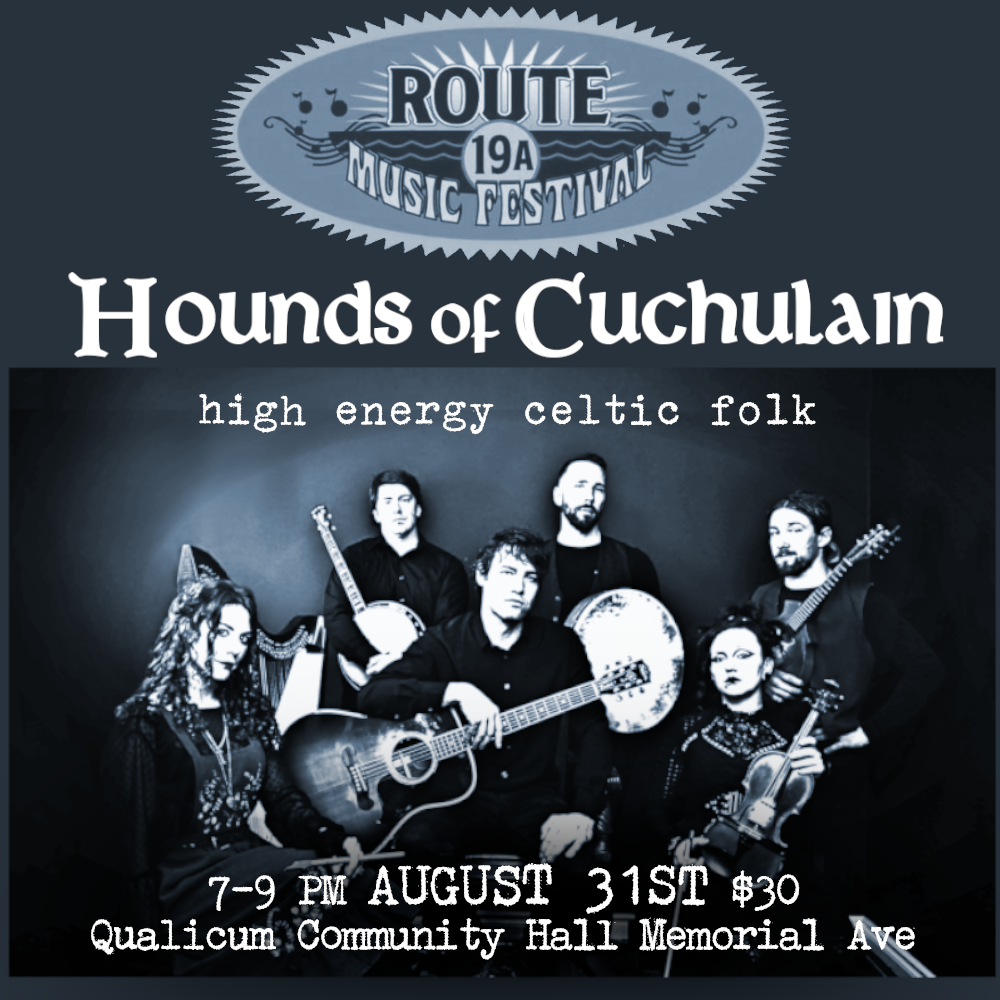 ROUTE
19A
MUSIC FESTIVAL
Hounds of Cuchulain
high energy celtic folk
7-9 PM AUGUST 31ST $30
Qualicum Community Hall Memorial Ave